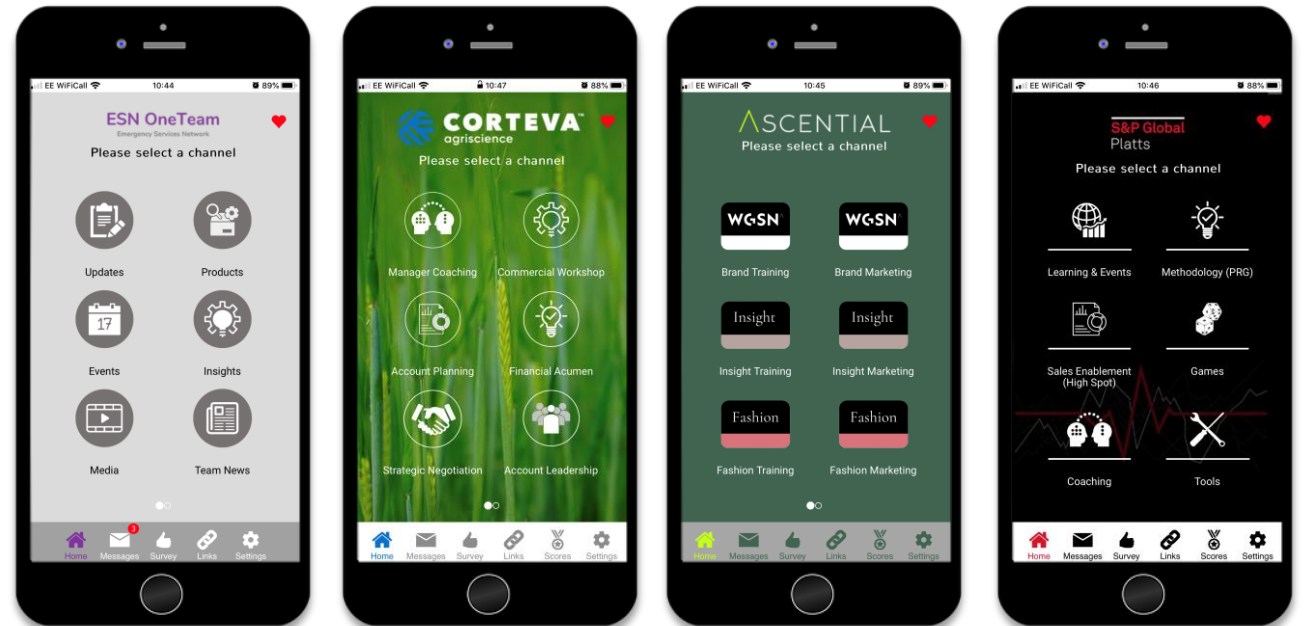 EE WiFiCall 10:44 89%
ESN OneTeam
Emergency Services Network
Please select a channel
Updates Products
17
Events Insights
Media Team News
3
Home Messages Survey Links Settings
EE WiFiCall 10:47 88%
CORTEVA™
agriscience
Please select a channel
Manager Coaching Commercial Workshop
Account Planning Financial Acumen
Strategic Negotiation Account Leadership
Home Messages Survey Links Scores Settings
EE WiFiCall 10:45 89%
ASCENTIAL
Please select a channel
WGSN WGSN
Brand Training Brand Marketing
Insight Insight
Insight Training Insight Marketing
Fashion Fashion
Fashion Training Fashion Marketing
Home Messages Survey Links Scores Settings
EE WiFiCall 10:46 88%
S&P Global
Platts
Please select a channel
Learning & Events Methodology (PRG)
Sales Enablement Games
(High Spot)
Coaching Tools
Home Messages Survey Links Scores Settings